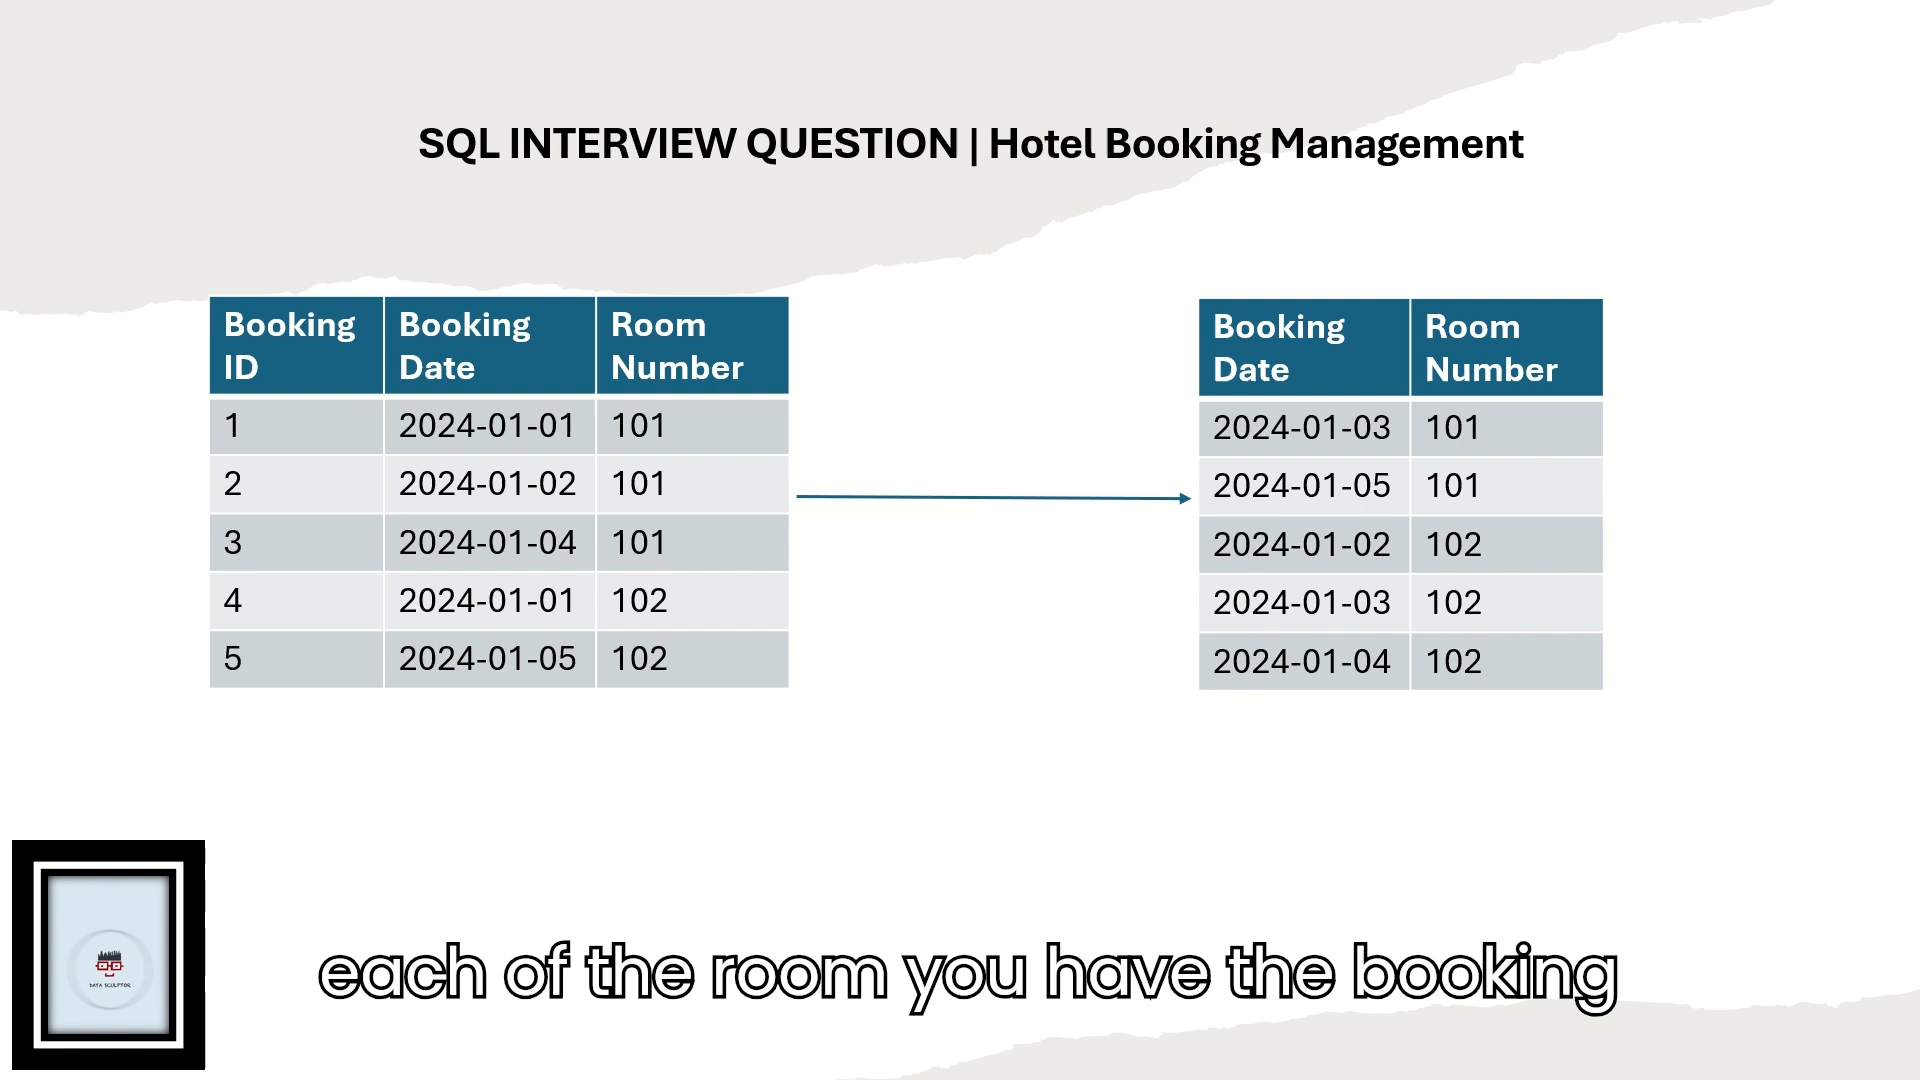 SQL INTERVIEW QUESTION | Hotel Booking Management
Booking ID Booking Date Room Number
1 2024-01-01 101
2 2024-01-02 101
3 2024-01-04 101
4 2024-01-01 102
5 2024-01-05 102
Booking Date Room Number
2024-01-03 101
2024-01-05 101
2024-01-02 102
2024-01-03 102
2024-01-04 102
DATA SCULPTOR
each of the room you have the booking